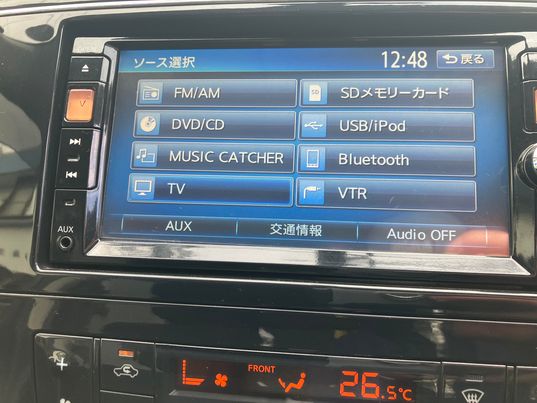 OPEN
ソース選択 12:48 戻る
FM/AM SDメモリーカード
DVD/CD USB/iPod
MUSIC CATCHER Bluetooth
TV VTR
AUX 交通情報 Audio OFF
AUX
FRONT
26.5℃